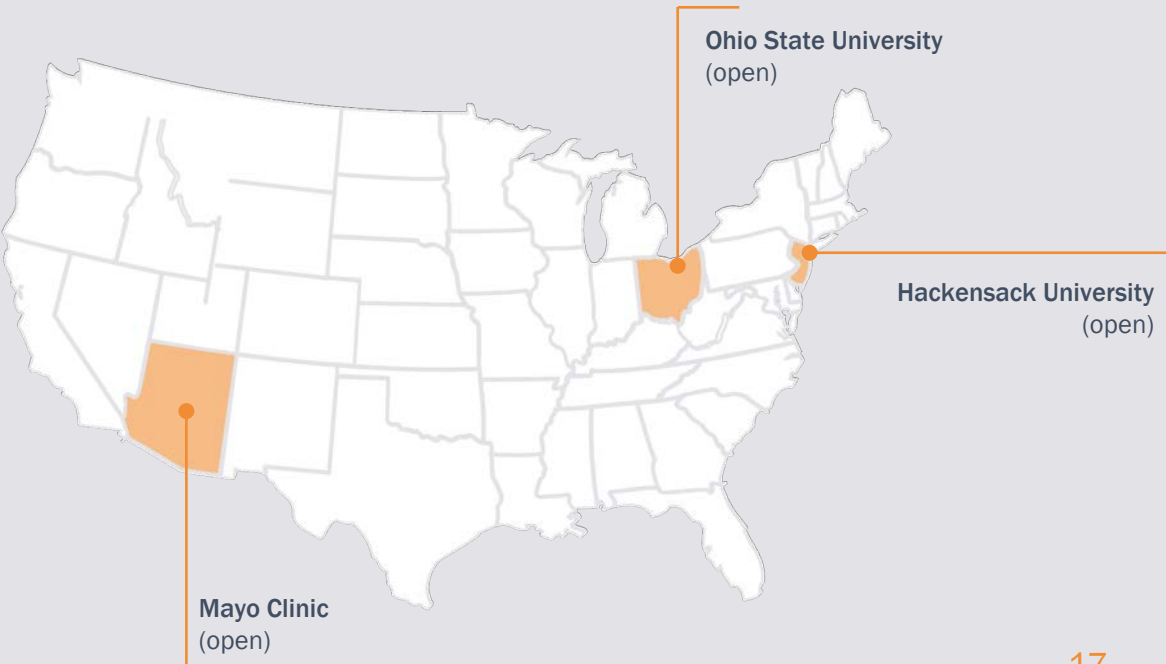 Ohio State University
(open)
Hackensack University
(open)
Mayo Clinic
(open)
17